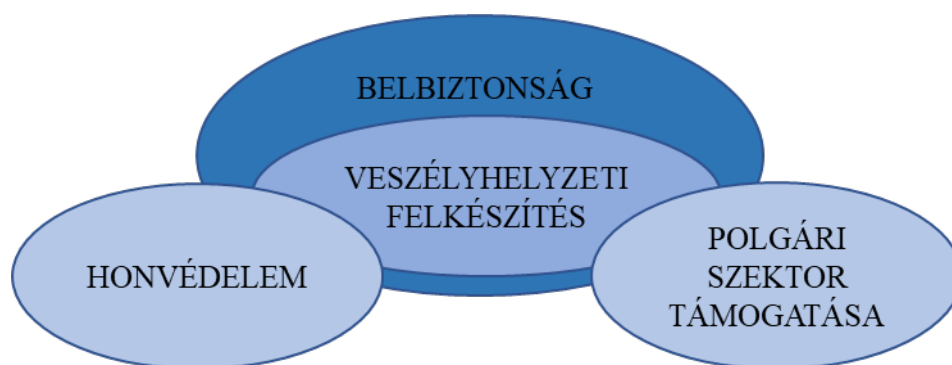 BELBIZTONSÁG
VESZÉLYHELYZETI
FELKÉSZÍTÉS
HONVÉDELEM
POLGÁRI
SZEKTOR
TÁMOGATÁSA